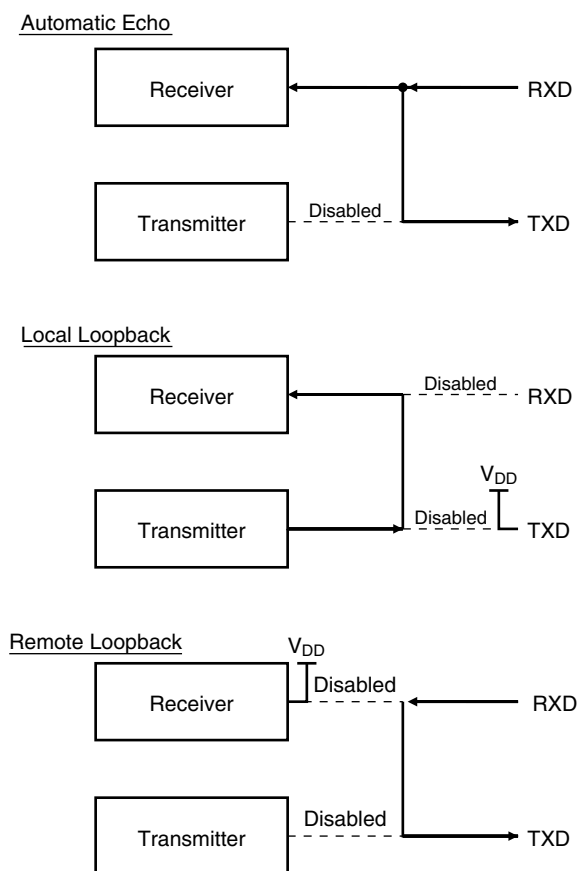 Automatic Echo
Receiver
RXD
Transmitter
Disabled
TXD
Local Loopback
Receiver
Disabled
RXD
VDD
Transmitter
Disabled
TXD
Remote Loopback
VDD
Receiver
Disabled
RXD
Transmitter
Disabled
TXD